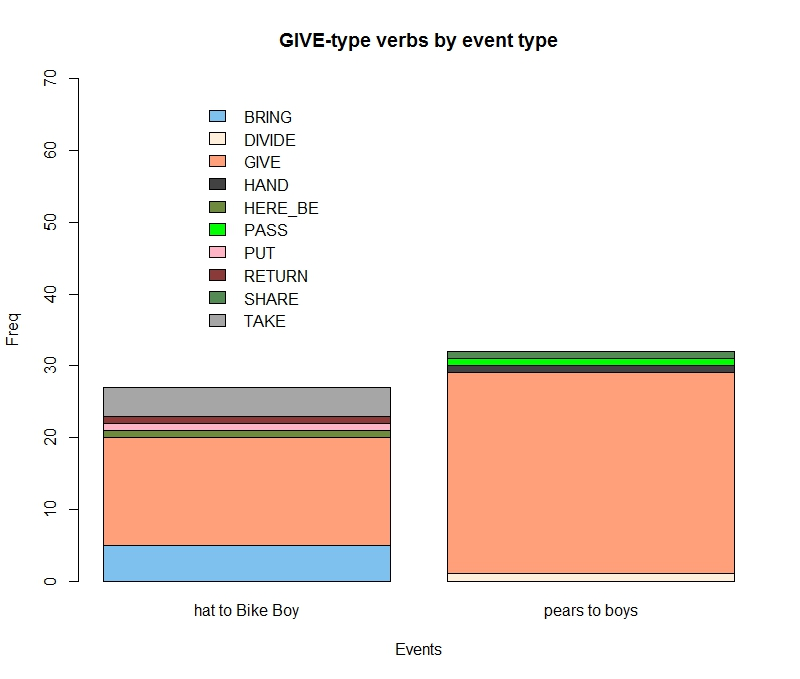 GIVE-type verbs by event type
70
60
50
40
30
20
10
0
Freq
BRING
DIVIDE
GIVE
HAND
HERE_BE
PASS
PUT
RETURN
SHARE
TAKE
hat to Bike Boy
pears to boys
Events